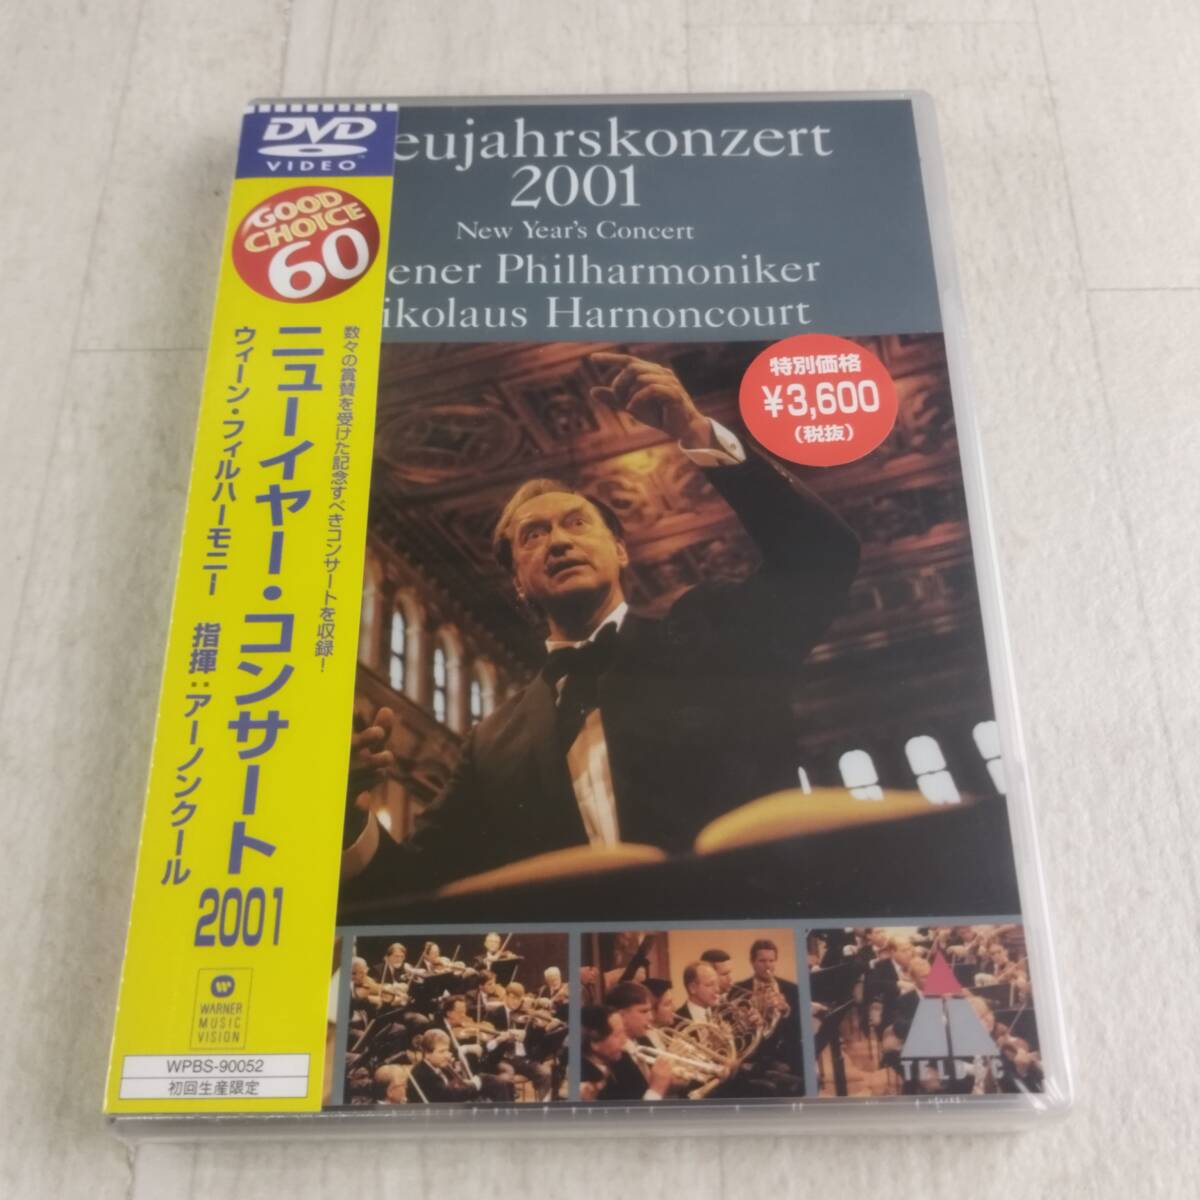 DVD
VIDEO
GOOD
CHOICE
60
数々の賞賛を受けた記念すべきコンサートを収録!
ニューイヤー・コンサート2001
ウィーン・フィルハーモニー 指揮:アーノンクール
WARNER
MUSIC
VISION
WPBS-90052
初回生産限定
eujahrskonzert
2001
New Year's Concert
ener Philharmoniker
ikolaus Harnoncourt
特別価格
¥3,600
(税抜)
TELDEC